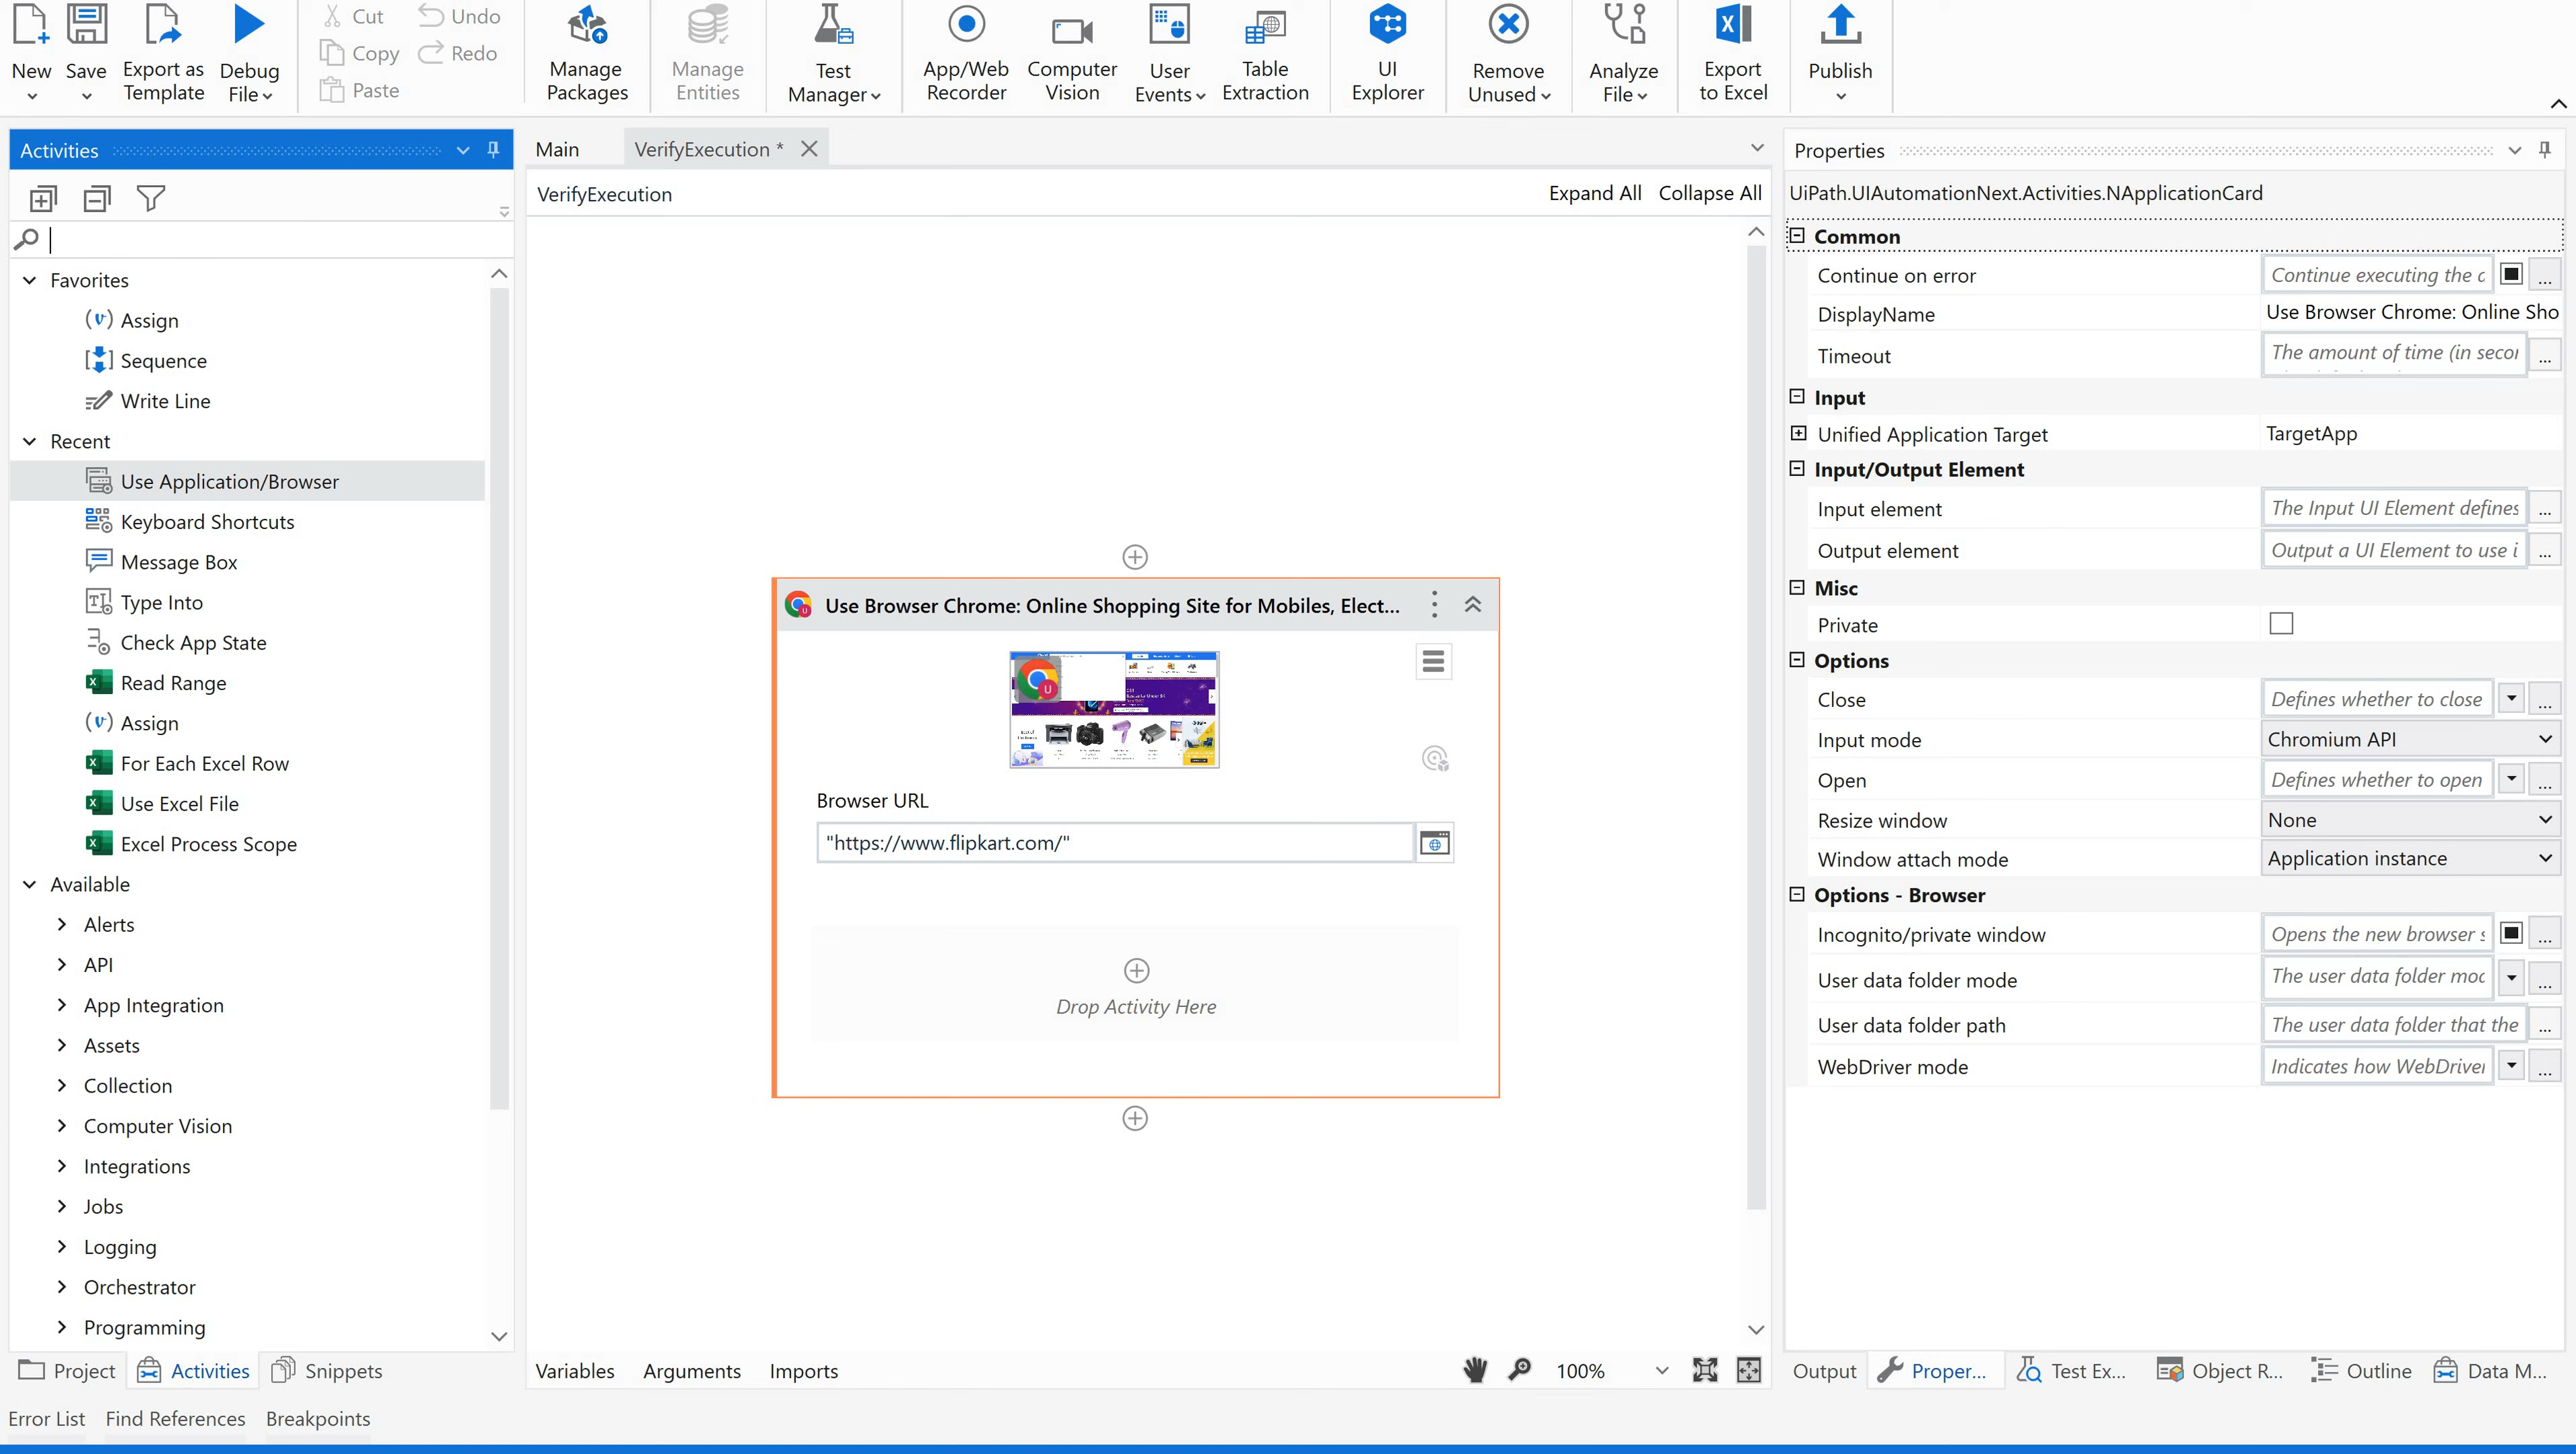 New
Save
Export as
Template
Debug
File
Cut
Copy
Paste
Undo
Redo
Manage
Packages
Manage
Entities
Test
Manager
App/Web
Recorder
Computer
Vision
User
Events
Table
Extraction
UI
Explorer
Remove
Unused
Analyze
File
Export
to Excel
Publish
Activities
Favorites
Assign
Sequence
Write Line
Recent
Use Application/Browser
Keyboard Shortcuts
Message Box
Type Into
Check App State
Read Range
Assign
For Each Excel Row
Use Excel File
Excel Process Scope
Available
Alerts
API
App Integration
Assets
Collection
Computer Vision
Integrations
Jobs
Logging
Orchestrator
Programming
Project
Activities
Snippets
Main
VerifyExecution *
VerifyExecution
Expand All
Collapse All
Use Browser Chrome: Online Shopping Site for Mobiles, Elect...
Browser URL
"https://www.flipkart.com/"
Drop Activity Here
Variables
Arguments
Imports
100%
Properties
UiPath.UIAutomationNext.Activities.NApplicationCard
Common
Continue on error
Continue executing the
...
DisplayName
Use Browser Chrome: Online Sho
Timeout
The amount of time (in secon
...
Input
Unified Application Target
TargetApp
Input/Output Element
Input element
The Input UI Element defines
...
Output element
Output a UI Element to use i
...
Misc
Private
Options
Close
Defines whether to close
...
Input mode
Chromium API
Open
Defines whether to open
...
Resize window
None
Window attach mode
Application instance
Options - Browser
Incognito/private window
Opens the new browser s
...
User data folder mode
The user data folder mod
...
User data folder path
The user data folder that the
...
WebDriver mode
Indicates how WebDriver
...
Output
Proper...
Test Ex...
Object R...
Outline
Data M...
Error List
Find References
Breakpoints